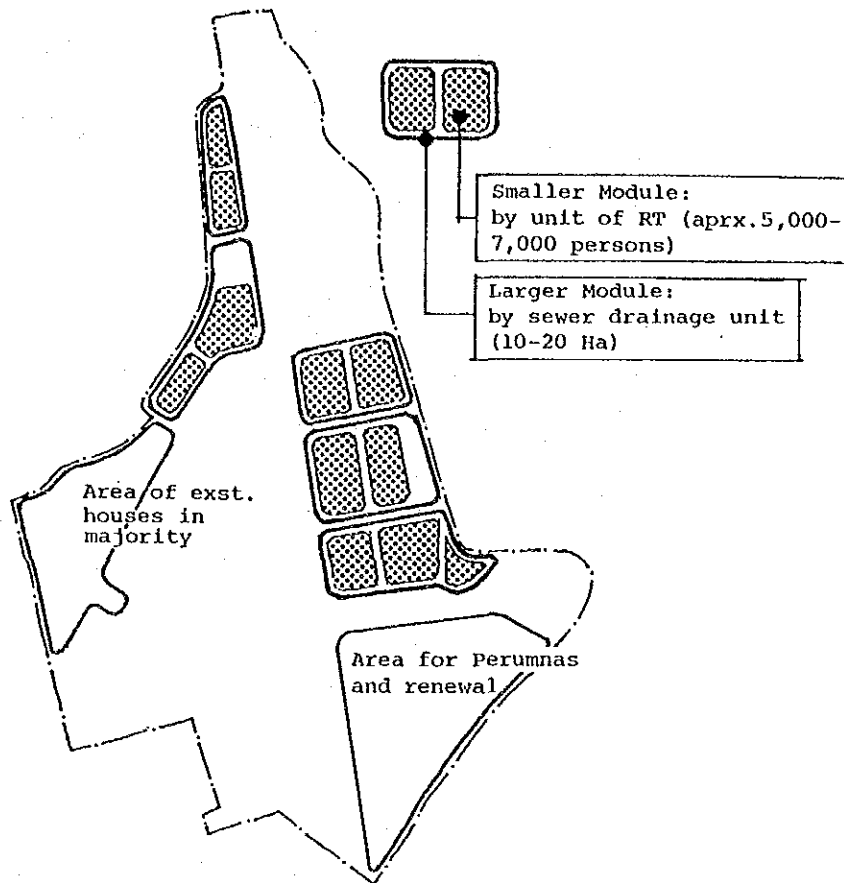 Smaller Module:
by unit of RT (aprx.5,000-
7,000 persons)
Larger Module:
by sewer drainage unit
(10-20 Ha)
Area of exst.
houses in
majority
Area for Perumnas
and renewal